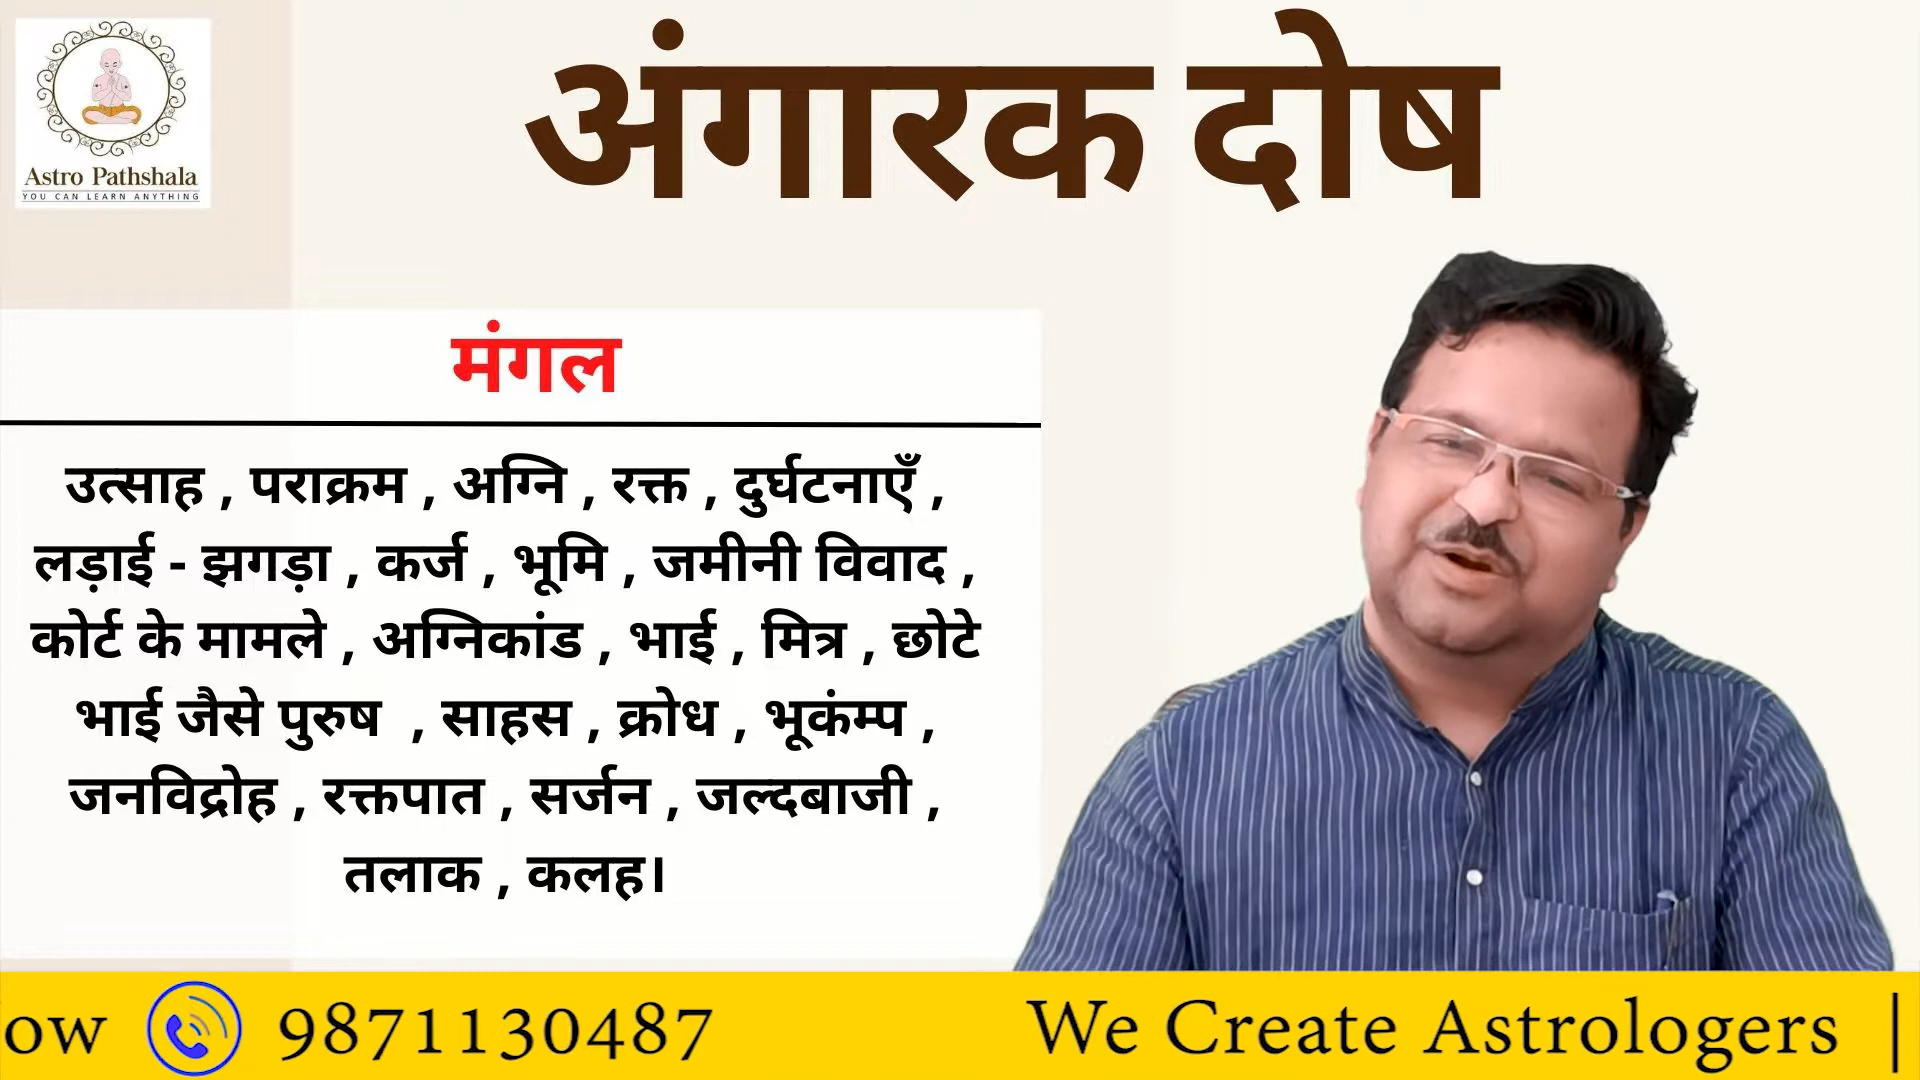 अंगारक दोष
Astro Pathshala
YOU CAN LEARN ANYTHING
मंगल
उत्साह , पराक्रम , अग्नि , रक्त , दुर्घटनाएँ ,
लड़ाई - झगड़ा , कर्ज , भूमि , जमीनी विवाद ,
कोर्ट के मामले , अग्निकांड , भाई , मित्र , छोटे
भाई जैसे पुरुष , साहस , क्रोध , भूकंम्प ,
जनविद्रोह , रक्तपात , सर्जन , जल्दबाजी ,
तलाक , कलह।
ow 9871130487 We Create Astrologers |